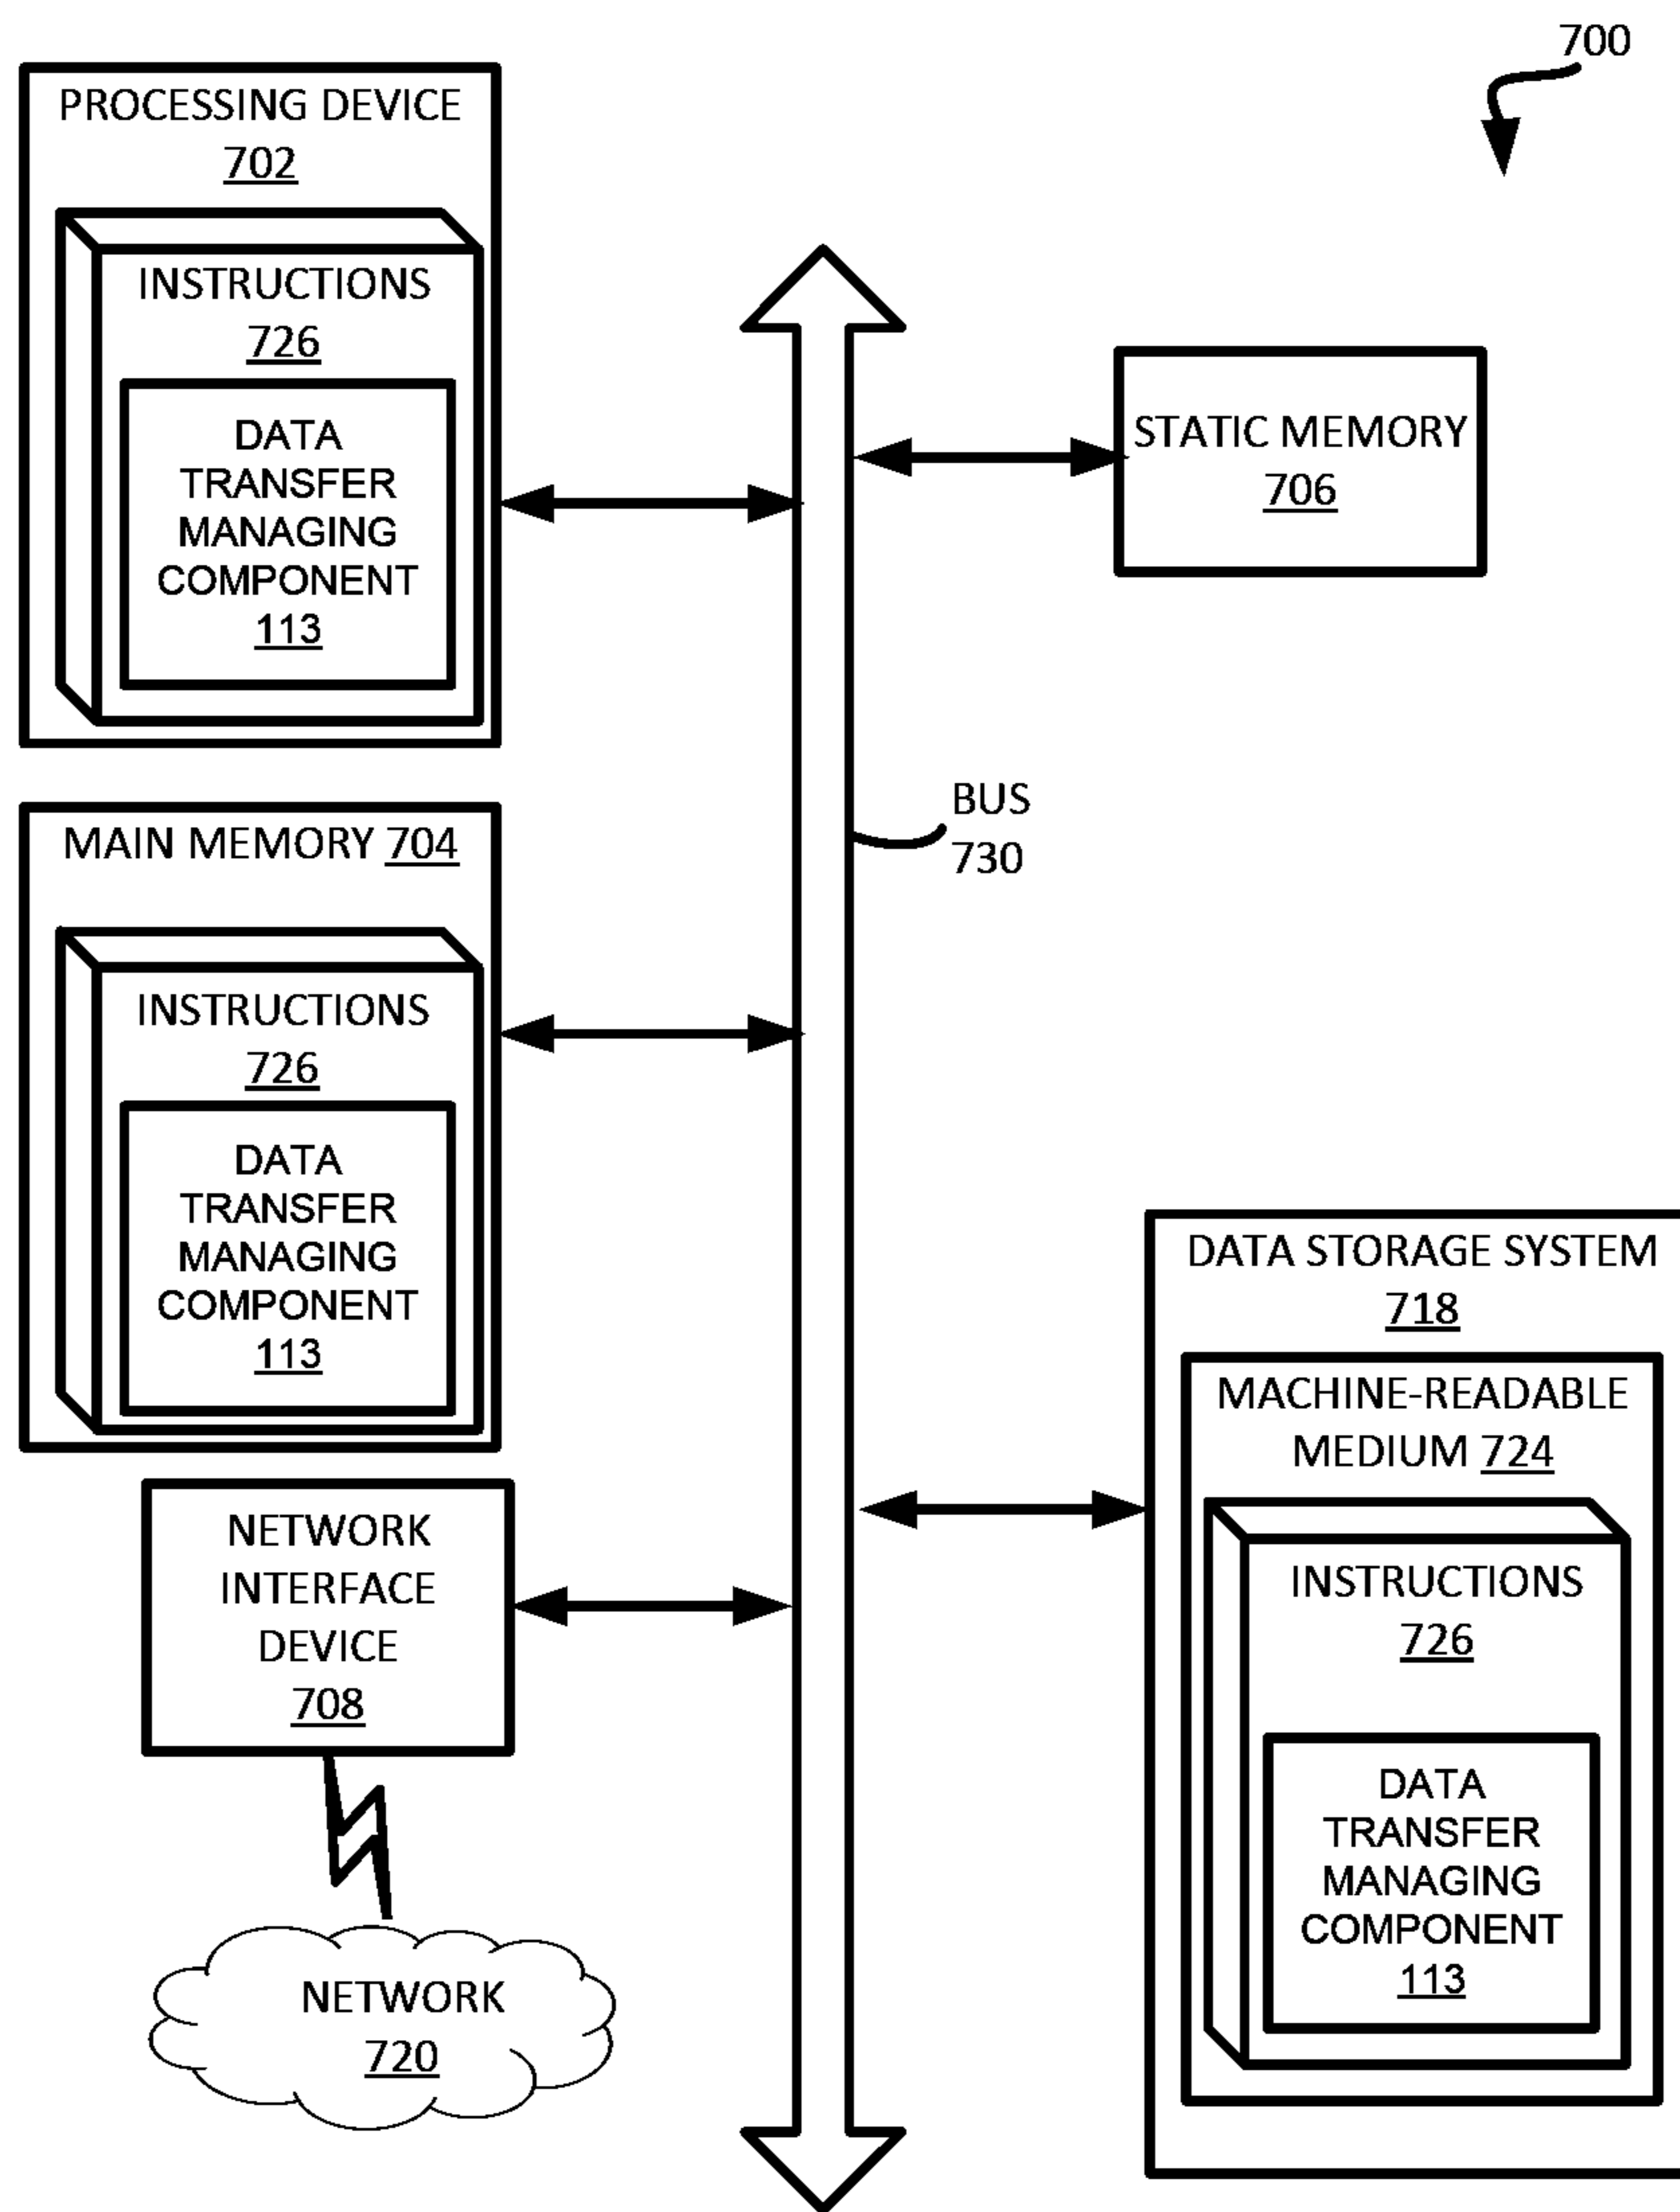 700
PROCESSING DEVICE
702
INSTRUCTIONS
726
DATA
TRANSFER
MANAGING
COMPONENT
113
STATIC MEMORY
706
BUS
730
MAIN MEMORY 704
INSTRUCTIONS
726
DATA
TRANSFER
MANAGING
COMPONENT
113
DATA STORAGE SYSTEM
718
MACHINE-READABLE
MEDIUM 724
INSTRUCTIONS
726
DATA
TRANSFER
MANAGING
COMPONENT
113
NETWORK
INTERFACE
DEVICE
708
NETWORK
720